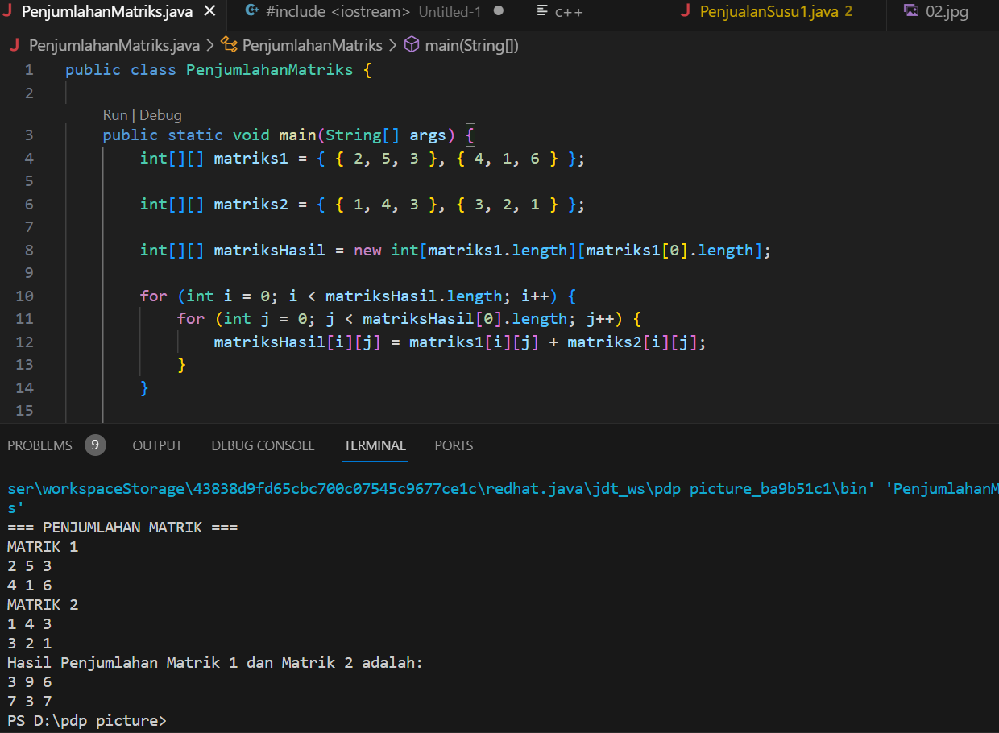 PenjumlahanMatriks.java #include <iostream> Untitled-1 c++ PenjualanSusu1.java 2 02.jpg
PenjumlahanMatriks.java > PenjumlahanMatriks > main(String[])
1 public class PenjumlahanMatriks {
2
Run | Debug
3 public static void main(String[] args) {
4 int[][] matriks1 = { { 2, 5, 3 }, { 4, 1, 6 } };
5
6 int[][] matriks2 = { { 1, 4, 3 }, { 3, 2, 1 } };
7
8 int[][] matriksHasil = new int[matriks1.length][matriks1[0].length];
9
10 for (int i = 0; i < matriksHasil.length; i++) {
11 for (int j = 0; j < matriksHasil[0].length; j++) {
12 matriksHasil[i][j] = matriks1[i][j] + matriks2[i][j];
13 }
14 }
15
PROBLEMS 9 OUTPUT DEBUG CONSOLE TERMINAL PORTS
ser\workspaceStorage\43838d9fd65cbc700c07545c9677ce1c\redhat.java\jdt_ws\pdp picture_ba9b51c1\bin' 'PenjumlahanM
s'
=== PENJUMLAHAN MATRIK ===
MATRIK 1
2 5 3
4 1 6
MATRIK 2
1 4 3
3 2 1
Hasil Penjumlahan Matrik 1 dan Matrik 2 adalah:
3 9 6
7 3 7
PS D:\pdp picture>